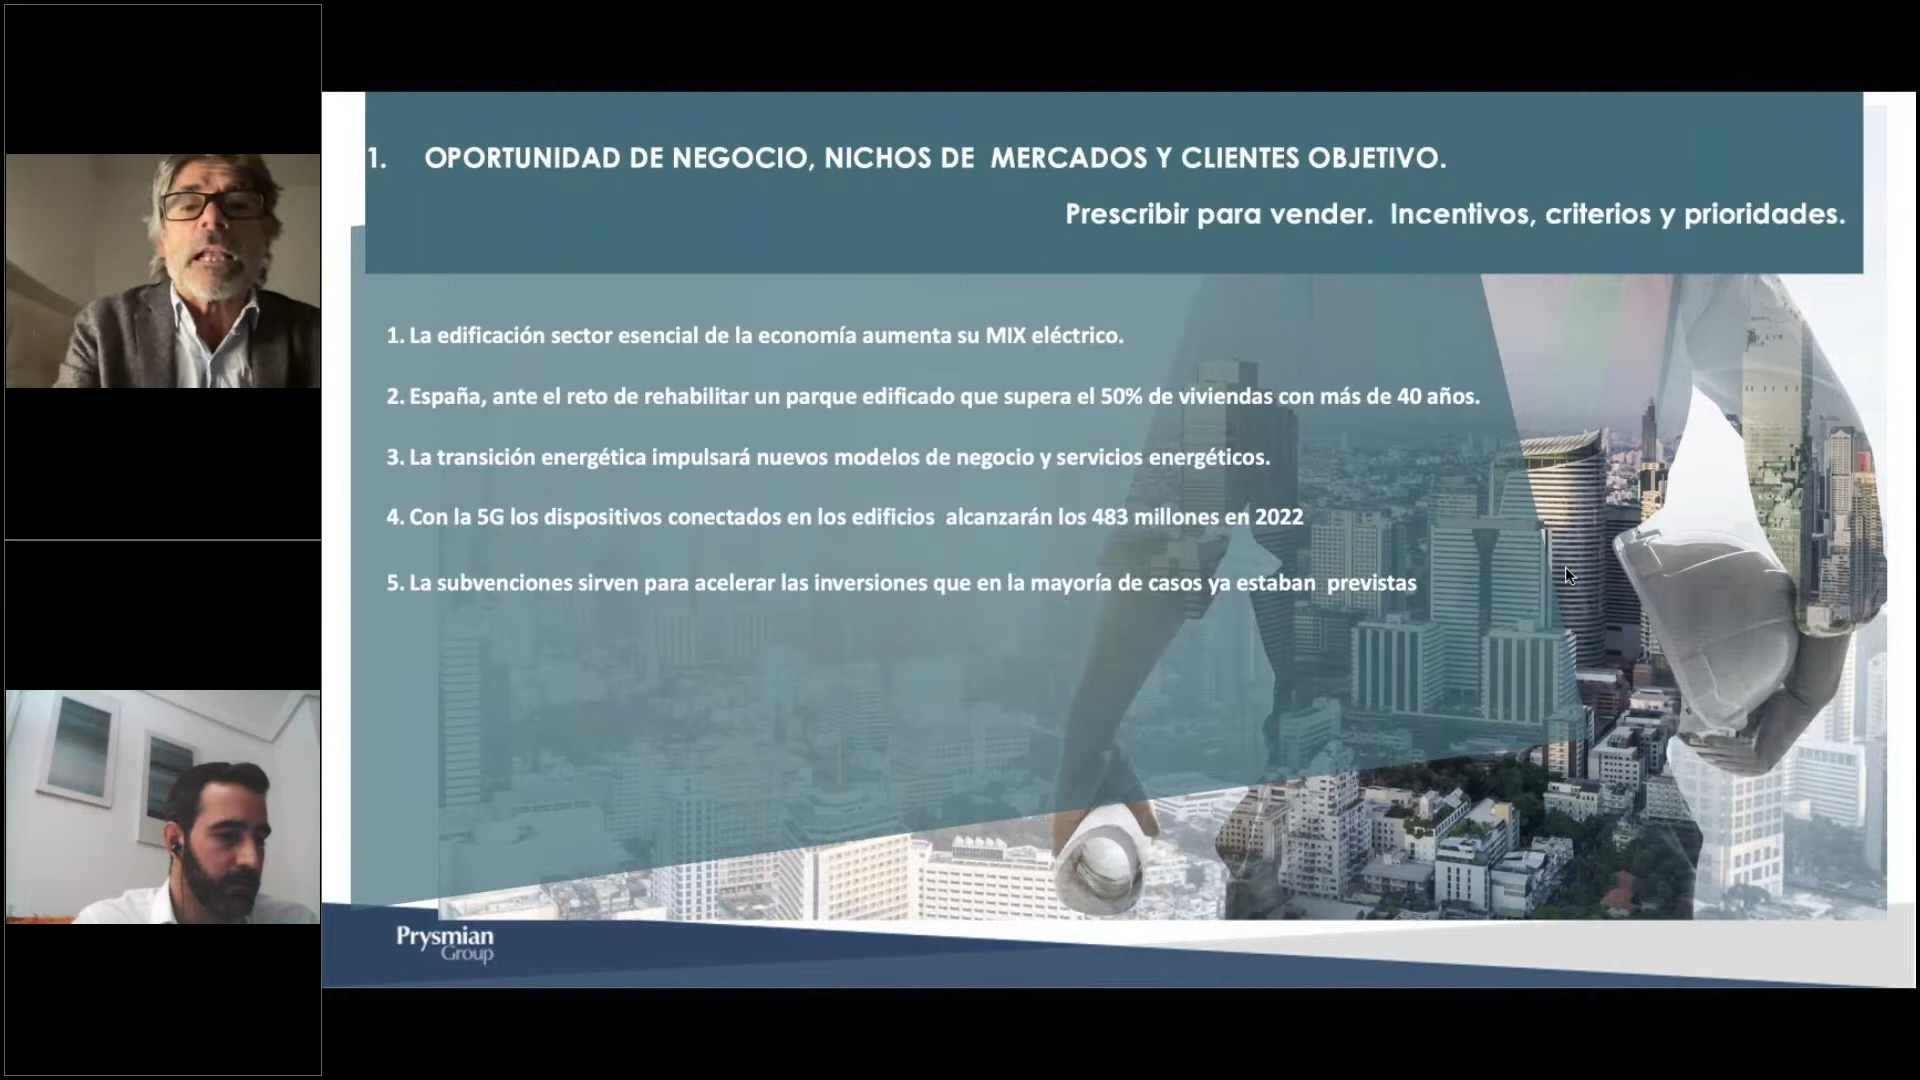 1. OPORTUNIDAD DE NEGOCIO, NICHOS DE MERCADOS Y CLIENTES OBJETIVO.
Prescribir para vender. Incentivos, criterios y prioridades.
1. La edificación sector esencial de la economía aumenta su MIX eléctrico.
2. España, ante el reto de rehabilitar un parque edificado que supera el 50% de viviendas con más de 40 años.
3. La transición energética impulsará nuevos modelos de negocio y servicios energéticos.
4. Con la 5G los dispositivos conectados en los edificios alcanzarán los 483 millones en 2022
5. La subvenciones sirven para acelerar las inversiones que en la mayoría de casos ya estaban previstas
Prysmian
Group